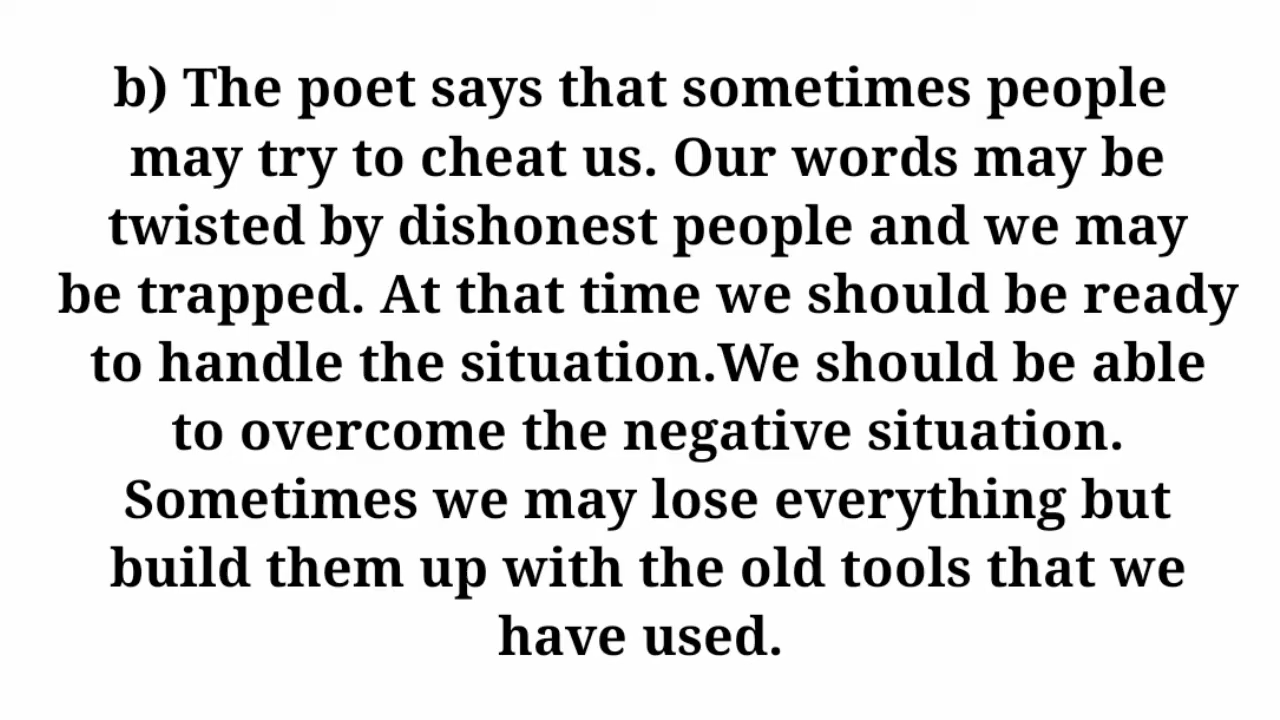 b) The poet says that sometimes people
may try to cheat us. Our words may be
twisted by dishonest people and we may
be trapped. At that time we should be ready
to handle the situation.We should be able
to overcome the negative situation.
Sometimes we may lose everything but
build them up with the old tools that we
have used.